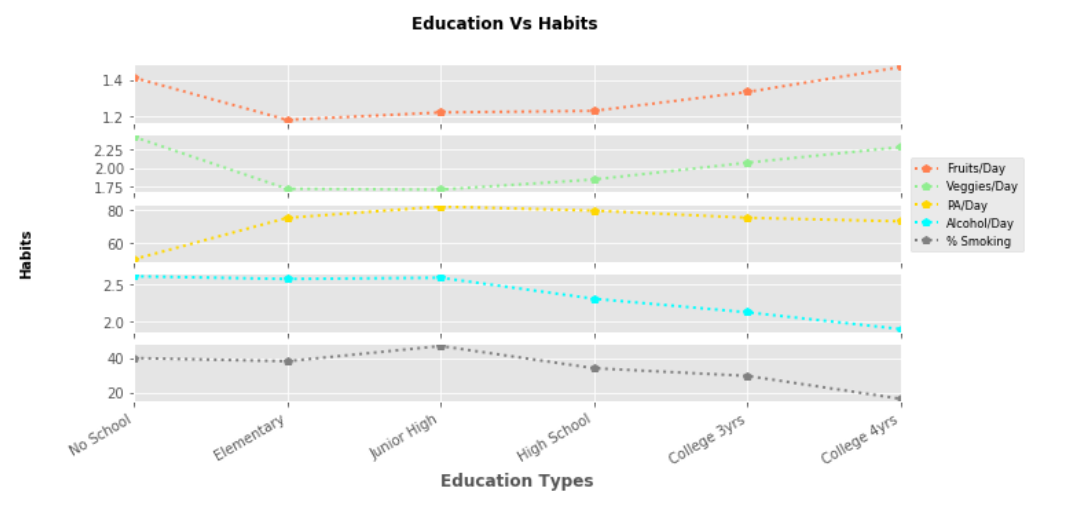 Education Vs Habits
1.4
1.2
2.25
2.00
1.75
80
60
2.5
2.0
40
20
Habits
Fruits/Day
Veggies/Day
PA/Day
Alcohol/Day
% Smoking
No School
Elementary
Junior High
High School
College 3yrs
College 4yrs
Education Types